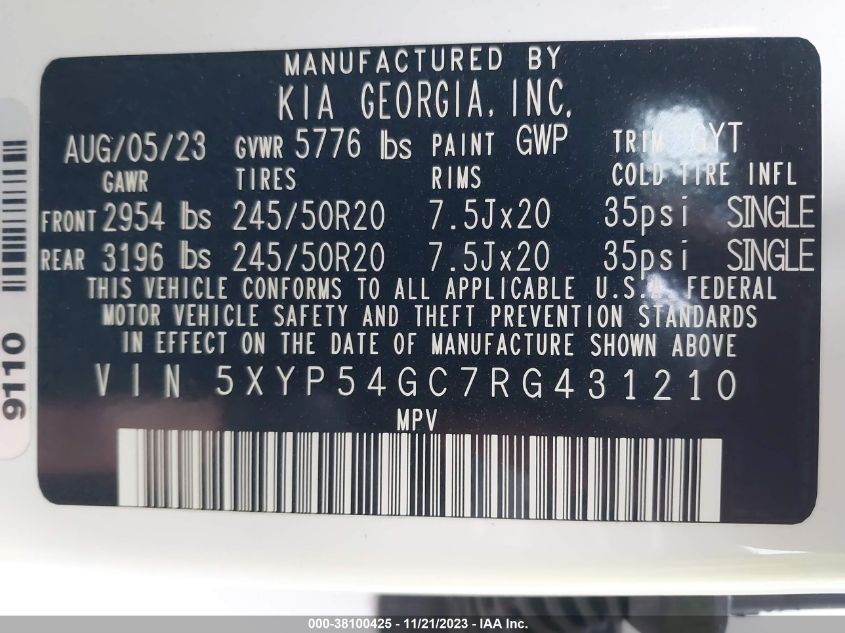 MANUFACTURED BY
KIA GEORGIA, INC.
AUG/05/23 GVWR 5776 lbs PAINT GWP TRIM GYT
GAWR TIRES RIMS COLD TIRE INFL
FRONT 2954 lbs 245/50R20 7.5Jx20 35psi SINGLE
REAR 3196 lbs 245/50R20 7.5Jx20 35psi SINGLE
THIS VEHICLE CONFORMS TO ALL APPLICABLE U.S.A. FEDERAL
MOTOR VEHICLE SAFETY AND THEFT PREVENTION STANDARDS
IN EFFECT ON THE DATE OF MANUFACTURE SHOWN ABOVE
VIN 5XYP54GC7RG431210
MPV
9110
000-38100425 - 11/21/2023 - IAA Inc.